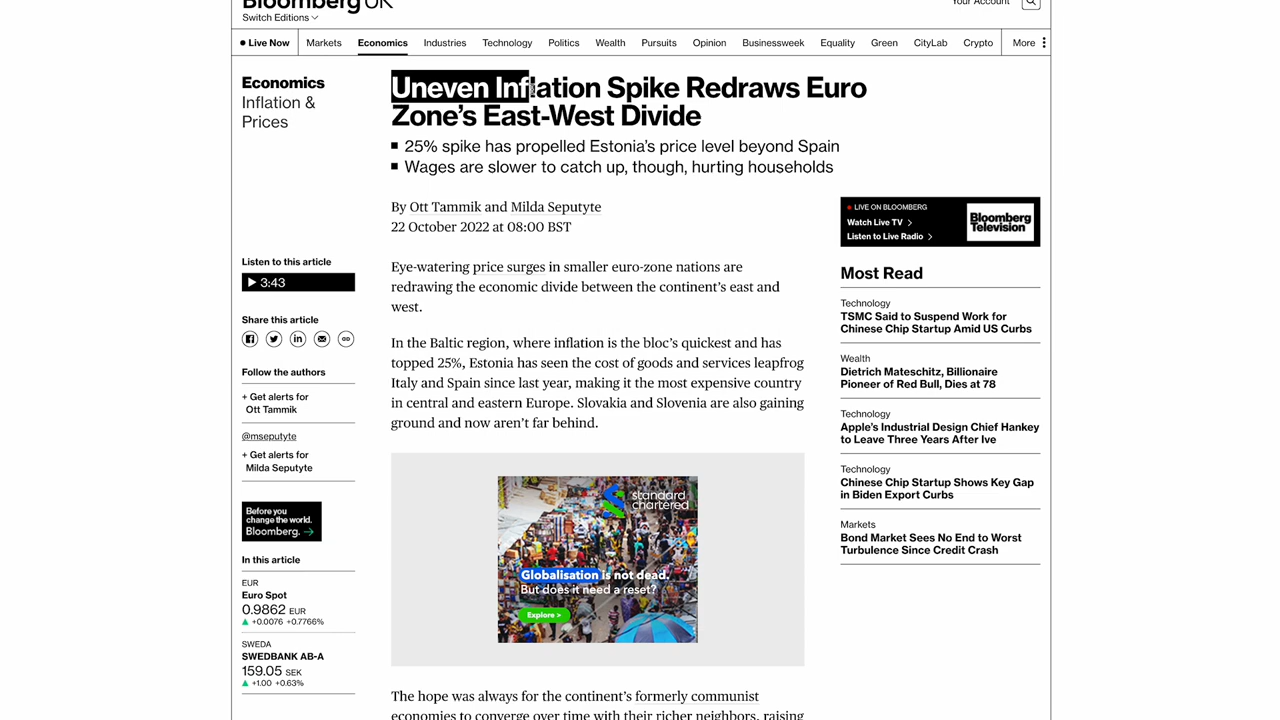 Bloomberg UK
Switch Editions
Your Account
Live Now
Markets
Economics
Industries
Technology
Politics
Wealth
Pursuits
Opinion
Businessweek
Equality
Green
CityLab
Crypto
More
Economics
Inflation &
Prices
Uneven Inflation Spike Redraws Euro
Zone's East-West Divide
25% spike has propelled Estonia's price level beyond Spain
Wages are slower to catch up, though, hurting households
By Ott Tammik and Milda Seputyte
22 October 2022 at 08:00 BST
Listen to this article
3:43
Share this article
Follow the authors
+ Get alerts for
Ott Tammik
@mseputyte
+ Get alerts for
Milda Seputyte
Before you
change the world.
Bloomberg. →
In this article
EUR
Euro Spot
0.9862 EUR
▲ +0.0076 +0.7766%
SWEDA
SWEDBANK AB-A
159.05 SEK
▲ +1.00 +0.63%
Eye-watering price surges in smaller euro-zone nations are
redrawing the economic divide between the continent's east and
west.
In the Baltic region, where inflation is the bloc's quickest and has
topped 25%, Estonia has seen the cost of goods and services leapfrog
Italy and Spain since last year, making it the most expensive country
in central and eastern Europe. Slovakia and Slovenia are also gaining
ground and now aren't far behind.
standard
chartered
Globalisation is not dead.
But does it need a reset?
Explore >
The hope was always for the continent's formerly communist
economies to converge over time with their richer neighbors, raising
LIVE ON BLOOMBERG
Watch Live TV >
Listen to Live Radio >
Bloomberg
Television
Most Read
Technology
TSMC Said to Suspend Work for
Chinese Chip Startup Amid US Curbs
Wealth
Dietrich Mateschitz, Billionaire
Pioneer of Red Bull, Dies at 78
Technology
Apple's Industrial Design Chief Hankey
to Leave Three Years After Ive
Technology
Chinese Chip Startup Shows Key Gap
in Biden Export Curbs
Markets
Bond Market Sees No End to Worst
Turbulence Since Credit Crash